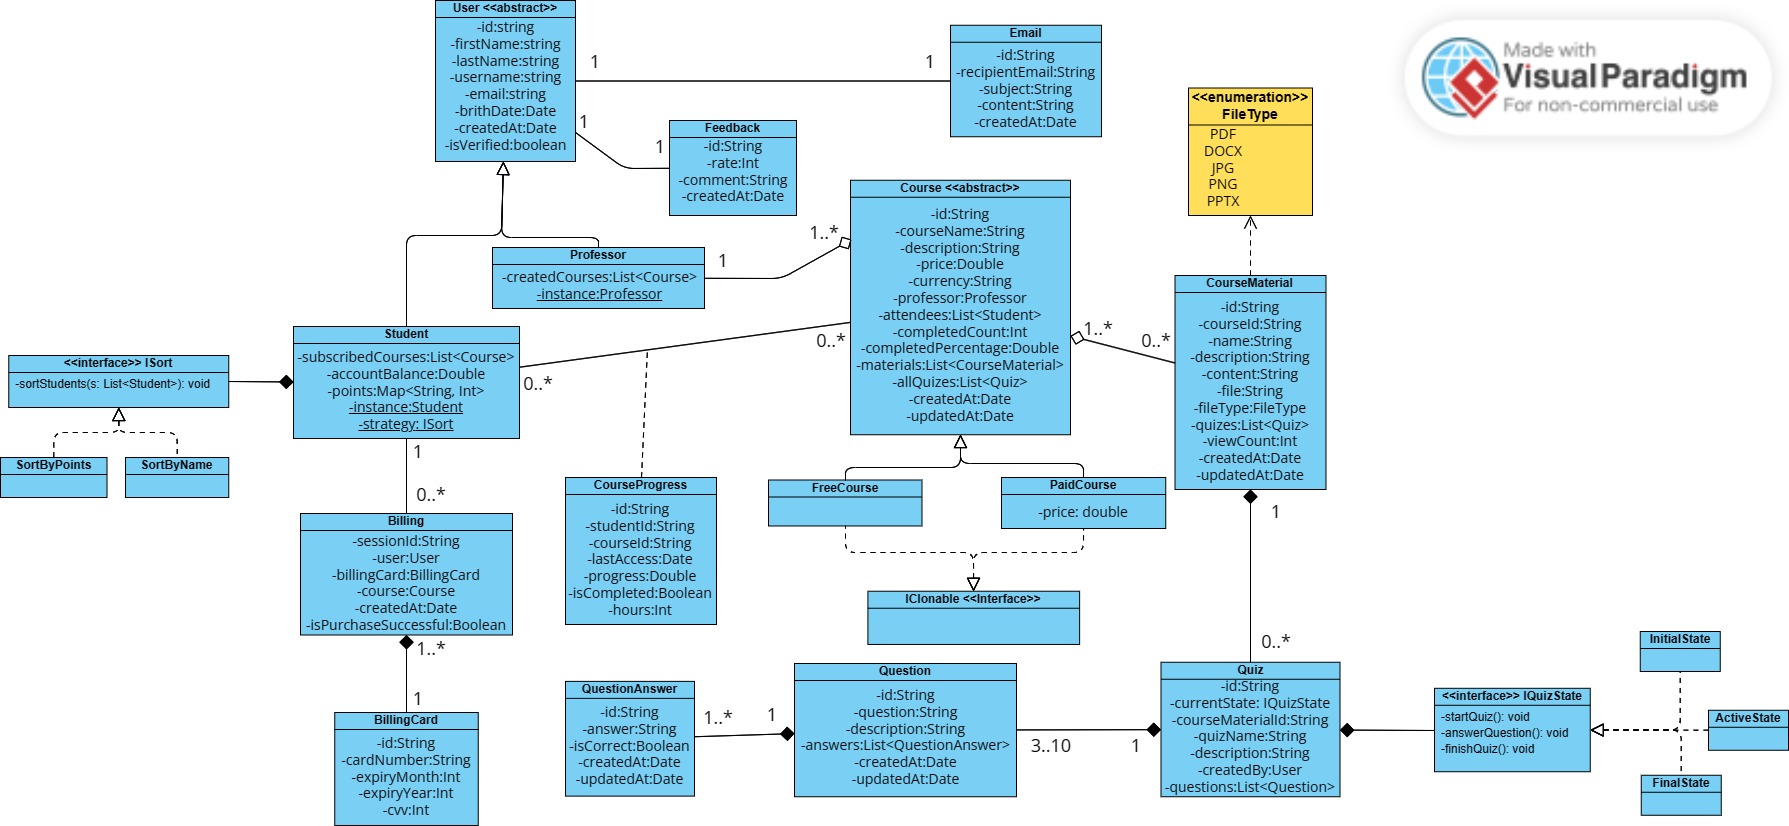 User <<abstract>>
-id:string
-firstName:string
-lastName:string
-username:string
-email:string
-brithDate:Date
-createdAt:Date
-isVerified:boolean
1
1
Email
-id:String
-recipientEmail:String
-subject:String
-content:String
-createdAt:Date
Made with
Visual Paradigm
For non-commercial use
1
1
Feedback
-id:String
-rate:Int
-comment:String
-createdAt:Date
<<enumeration>>
FileType
PDF
DOCX
JPG
PNG
PPTX
Professor
-createdCourses:List<Course>
-instance:Professor
1
1..*
Course <<abstract>>
-id:String
-courseName:String
-description:String
-price:Double
-currency:String
-professor:Professor
-attendees:List<Student>
-completedCount:Int
-completedPercentage:Double
-materials:List<CourseMaterial>
-allQuizes:List<Quiz>
-createdAt:Date
-updatedAt:Date
1..*
0..*
CourseMaterial
-id:String
-courseId:String
-name:String
-description:String
-content:String
-file:String
-fileType:FileType
-quizes:List<Quiz>
-viewCount:Int
-createdAt:Date
-updatedAt:Date
<<interface>> ISort
-sortStudents(s: List<Student>): void
SortByPoints
SortByName
Student
-subscribedCourses:List<Course>
-accountBalance:Double
-points:Map<String, Int>
-instance:Student
-strategy: ISort
0..*
0..*
1
0..*
Billing
-sessionId:String
-user:User
-billingCard:BillingCard
-course:Course
-createdAt:Date
-isPurchaseSuccessful:Boolean
1..*
1
BillingCard
-id:String
-cardNumber:String
-expiryMonth:Int
-expiryYear:Int
-cvv:Int
CourseProgress
-id:String
-studentId:String
-courseId:String
-lastAccess:Date
-progress:Double
-isCompleted:Boolean
-hours:Int
FreeCourse
PaidCourse
-price: double
IClonable <<Interface>>
1
0..*
QuestionAnswer
-id:String
-answer:String
-isCorrect:Boolean
-createdAt:Date
-updatedAt:Date
1..*
1
Question
-id:String
-question:String
-description:String
-answers:List<QuestionAnswer>
-createdAt:Date
-updatedAt:Date
3..10
1
Quiz
-id:String
-currentState: IQuizState
-courseMaterialId:String
-quizName:String
-description:String
-createdBy:User
-questions:List<Question>
<<interface>> IQuizState
-startQuiz(): void
-answerQuestion(): void
-finishQuiz(): void
InitialState
ActiveState
FinalState